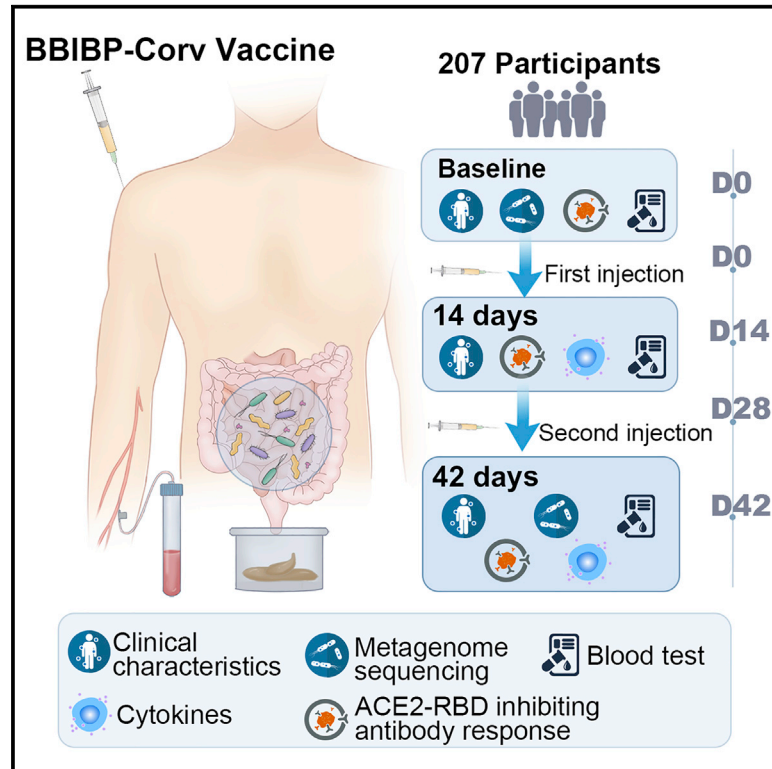 BBIBP-Corv Vaccine
207 Participants
Baseline
D0
D0
First injection
14 days
D14
D28
Second injection
42 days
D42
Clinical
characteristics
Metagenome
sequencing
Blood test
Cytokines
ACE2-RBD inhibiting
antibody response